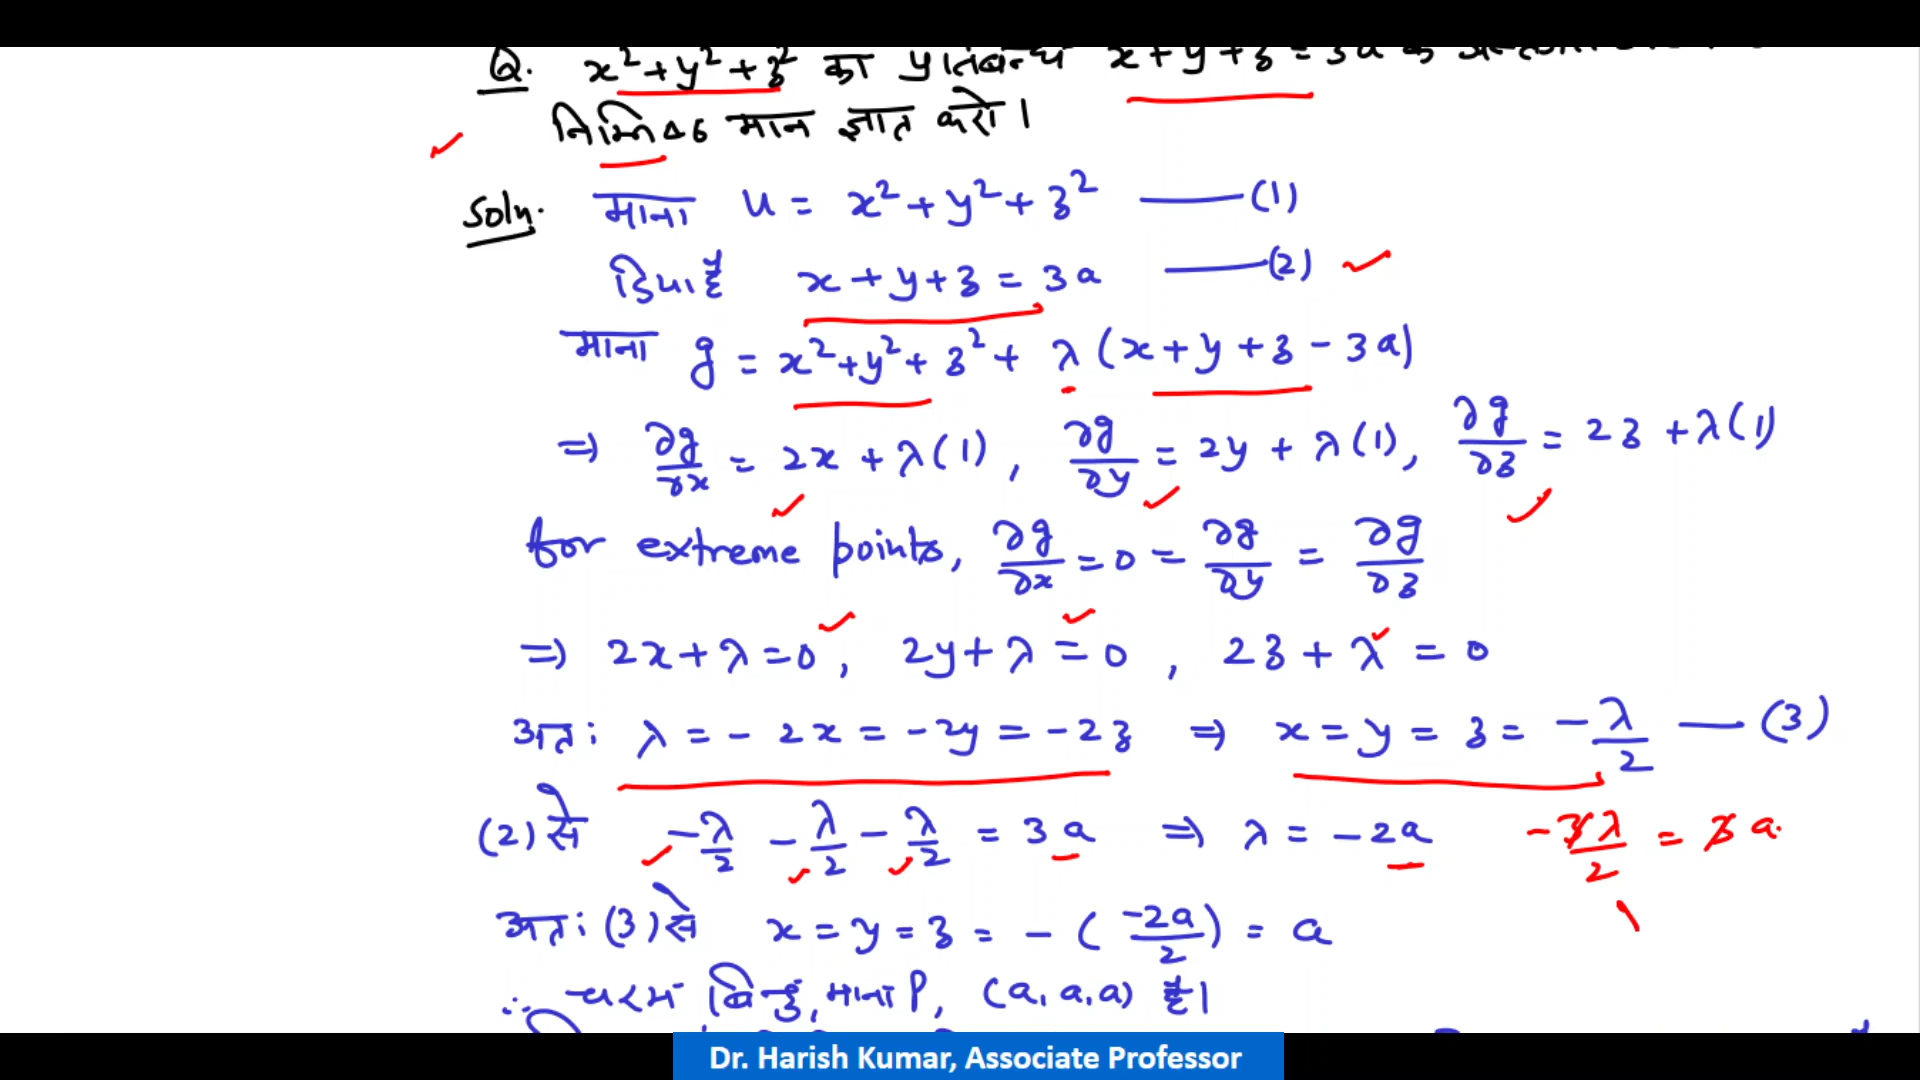 Q. x² + y² + z² का प्रतिबन्ध x + y + z = 3a के
निम्निष्ठ मान ज्ञात करो।
Soln. माना u = x² + y² + z² —— (1)
दिया है x + y + z = 3a —— (2)
माना g = x² + y² + z² + λ (x + y + z - 3a)
⇒ ∂g/∂x = 2x + λ(1), ∂g/∂y = 2y + λ(1), ∂g/∂z = 2z + λ(1)
for extreme points, ∂g/∂x = 0 = ∂g/∂y = ∂g/∂z
⇒ 2x + λ = 0, 2y + λ = 0, 2z + λ = 0
अतः λ = -2x = -2y = -2z ⇒ x = y = z = -λ/2 — (3)
(2) से -λ/2 - λ/2 - λ/2 = 3a ⇒ λ = -2a -3λ/2 = 3a.
अतः (3) से x = y = z = - (-2a/2) = a
∴ चरम बिन्दु, माना P, (a, a, a) है।
Dr. Harish Kumar, Associate Professor